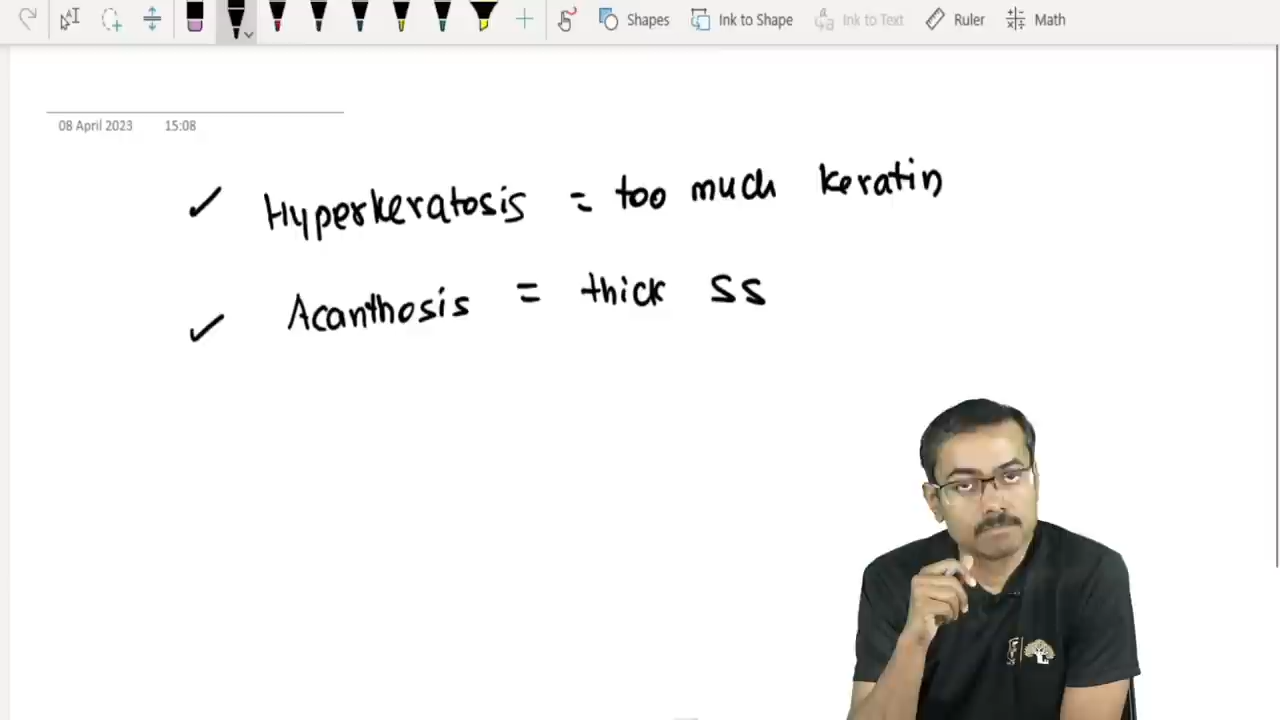 Shapes Ink to Shape Ink to Text Ruler Math
08 April 2023 15:08
✓ Hyperkeratosis = too much keratin
✓ Acanthosis = thick SS